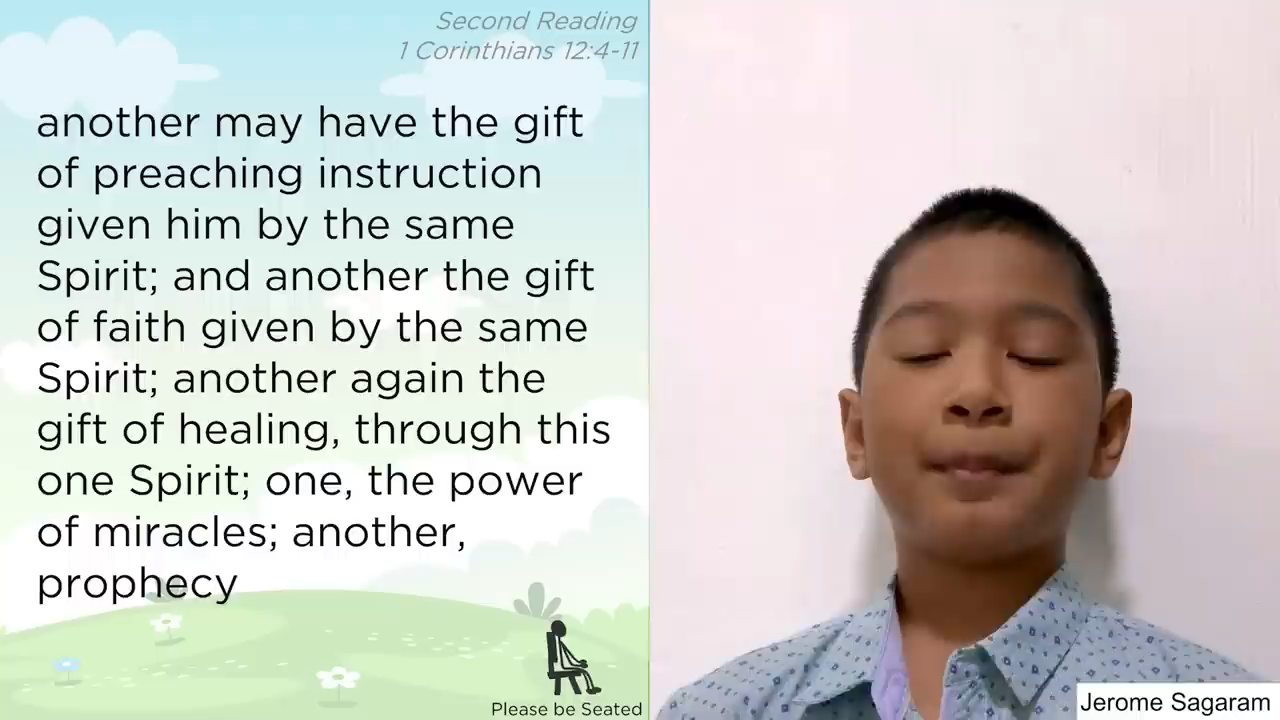 Second Reading
1 Corinthians 12:4-11
another may have the gift
of preaching instruction
given him by the same
Spirit; and another the gift
of faith given by the same
Spirit; another again the
gift of healing, through this
one Spirit; one, the power
of miracles; another,
prophecy
Please be Seated
Jerome Sagaram